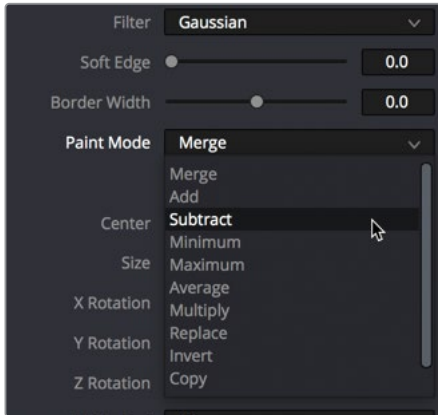 Filter Gaussian
Soft Edge 0.0
Border Width 0.0
Paint Mode Merge
Merge
Add
Center Subtract
Minimum
Size Maximum
Average
X Rotation Multiply
Replace
Y Rotation Invert
Z Rotation Copy